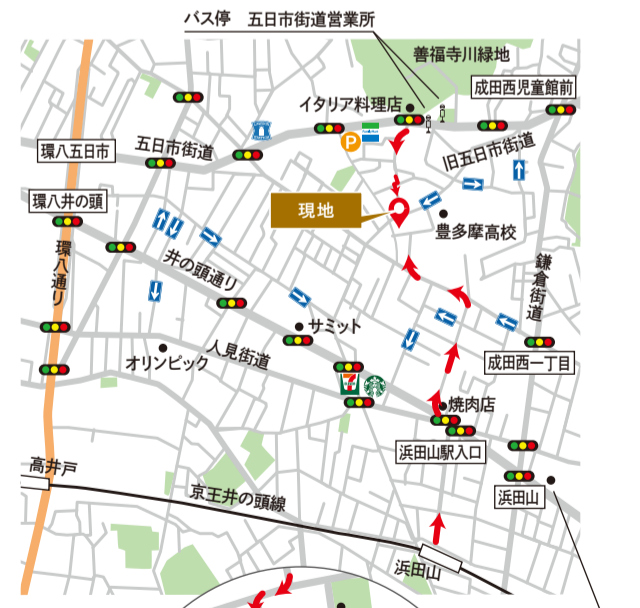 バス停 五日市街道営業所
善福寺川緑地
成田西児童館前
イタリア料理店
P
FamilyMart
環八五日市
五日市街道
旧五日市街道
環八井の頭
現地
豊多摩高校
環八通り
井の頭通り
鎌倉街道
サミット
人見街道
オリンピック
成田西一丁目
7
焼肉店
浜田山駅入口
高井戸
浜田山
京王井の頭線
浜田山